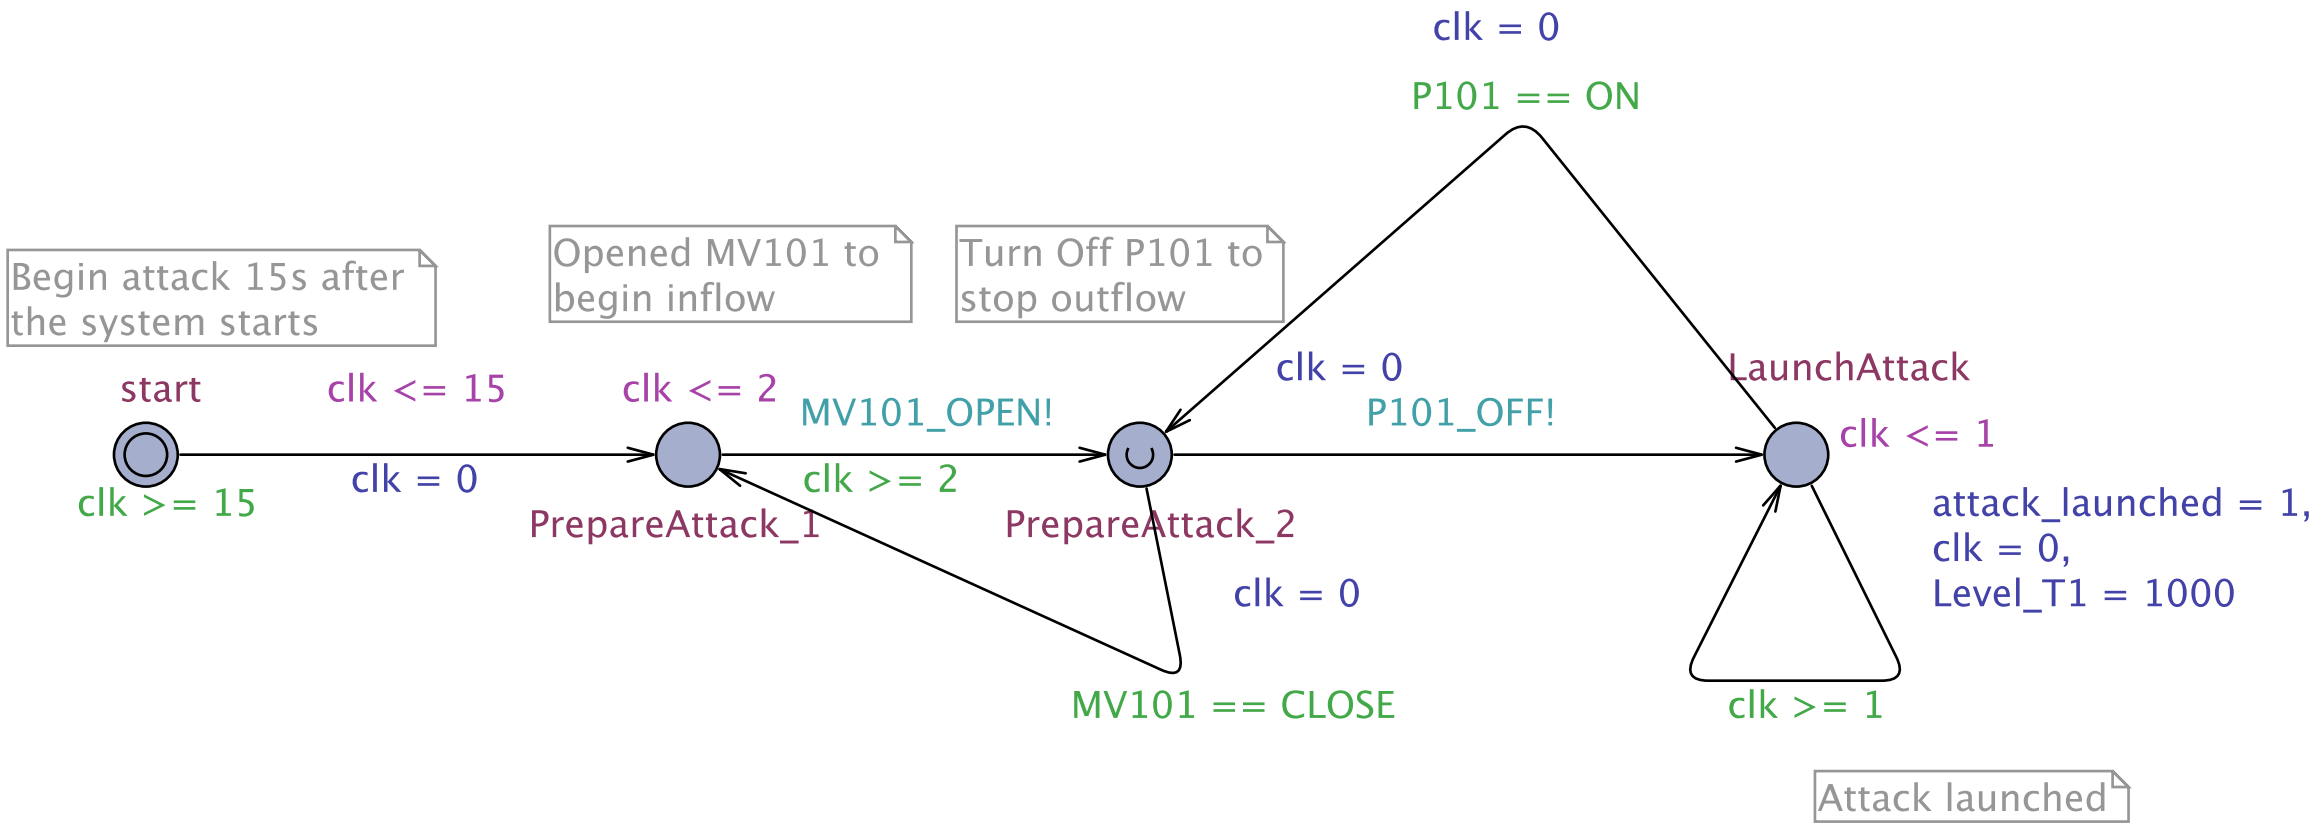 clk = 0
P101 == ON
Begin attack 15s after
the system starts
Opened MV101 to
begin inflow
Turn Off P101 to
stop outflow
start
clk <= 15
clk <= 2
MV101_OPEN!
clk = 0
P101_OFF!
LaunchAttack
clk <= 1
clk >= 15
clk = 0
clk >= 2
PrepareAttack_1
PrepareAttack_2
attack_launched = 1,
clk = 0,
Level_T1 = 1000
clk = 0
MV101 == CLOSE
clk >= 1
Attack launched